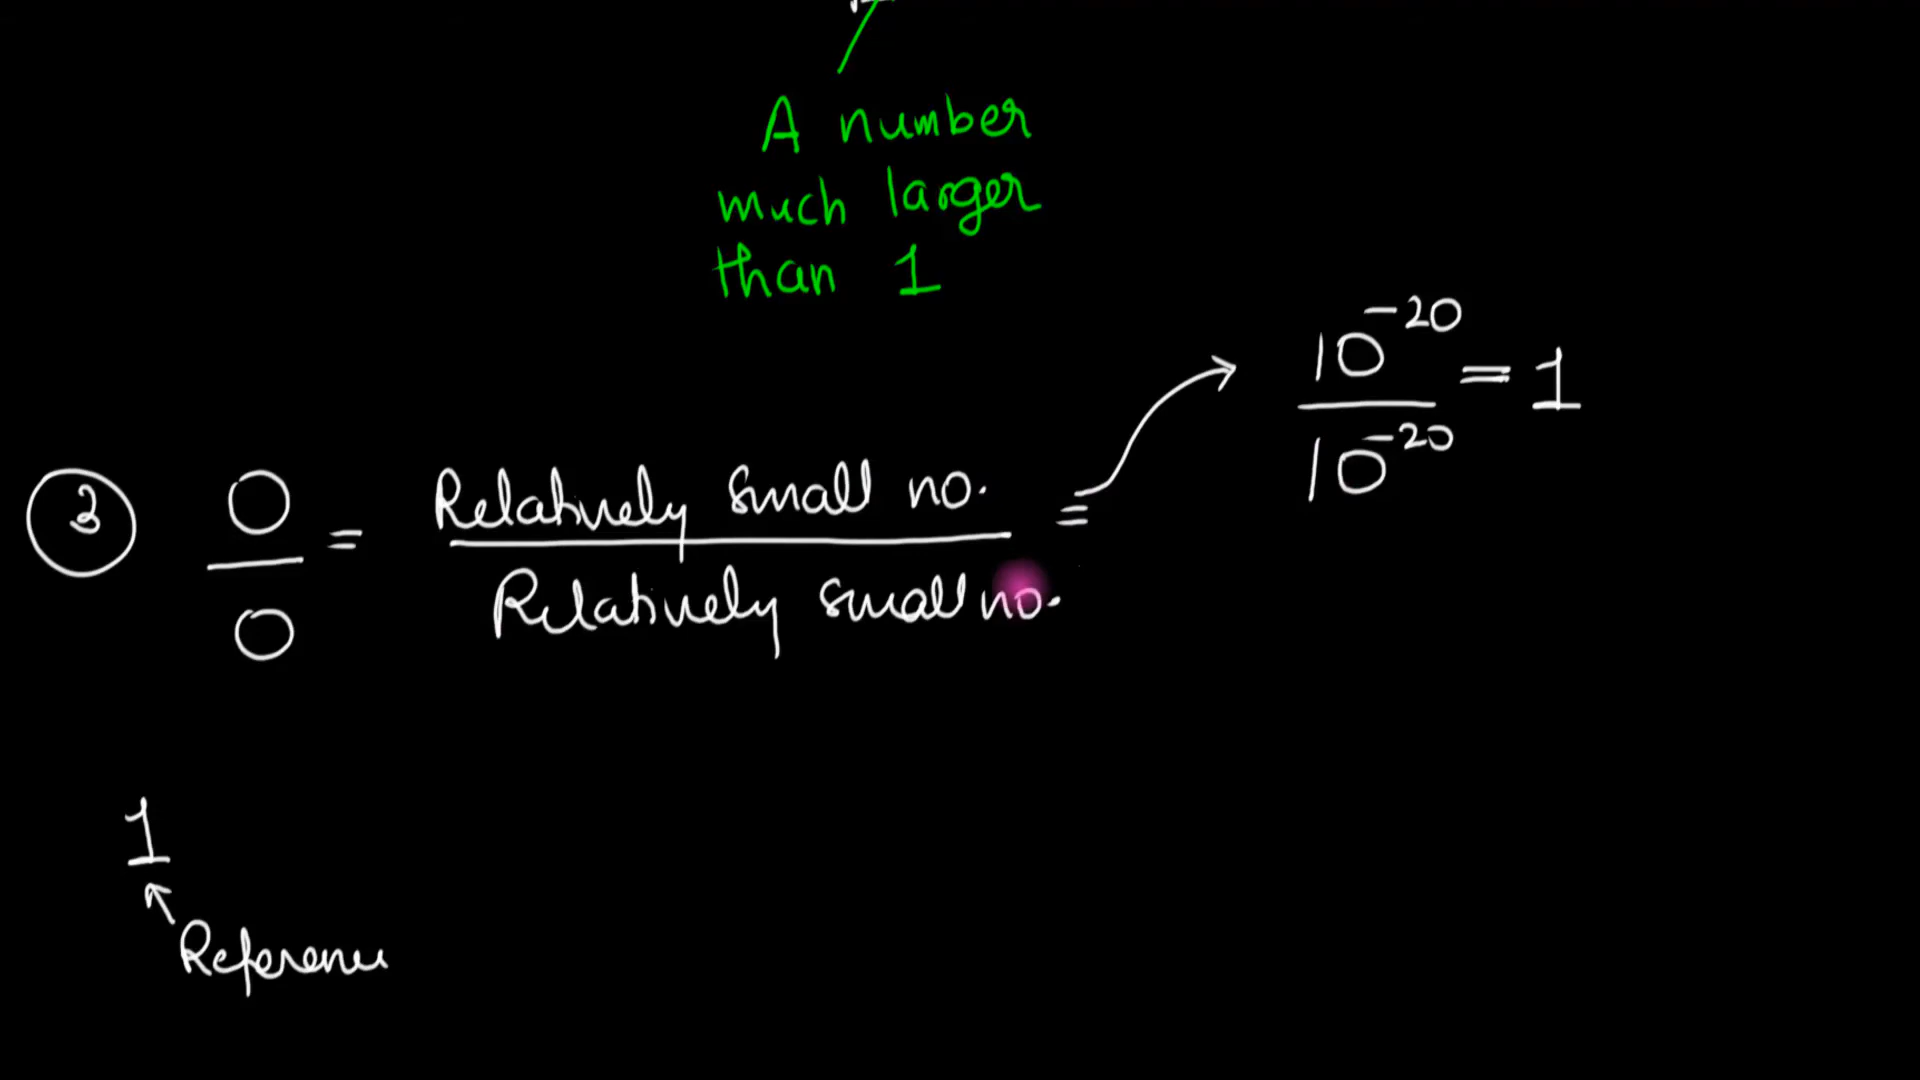 A number
much larger
than 1
10^-20 / 10^-20 = 1
③ 0/0 = Relatively small no. / Relatively small no. =
1
Reference